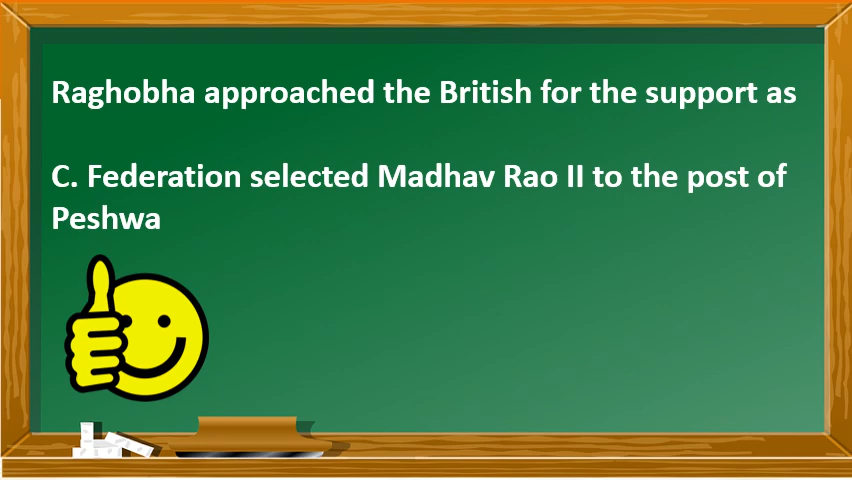 Raghobha approached the British for the support as
C. Federation selected Madhav Rao II to the post of
Peshwa